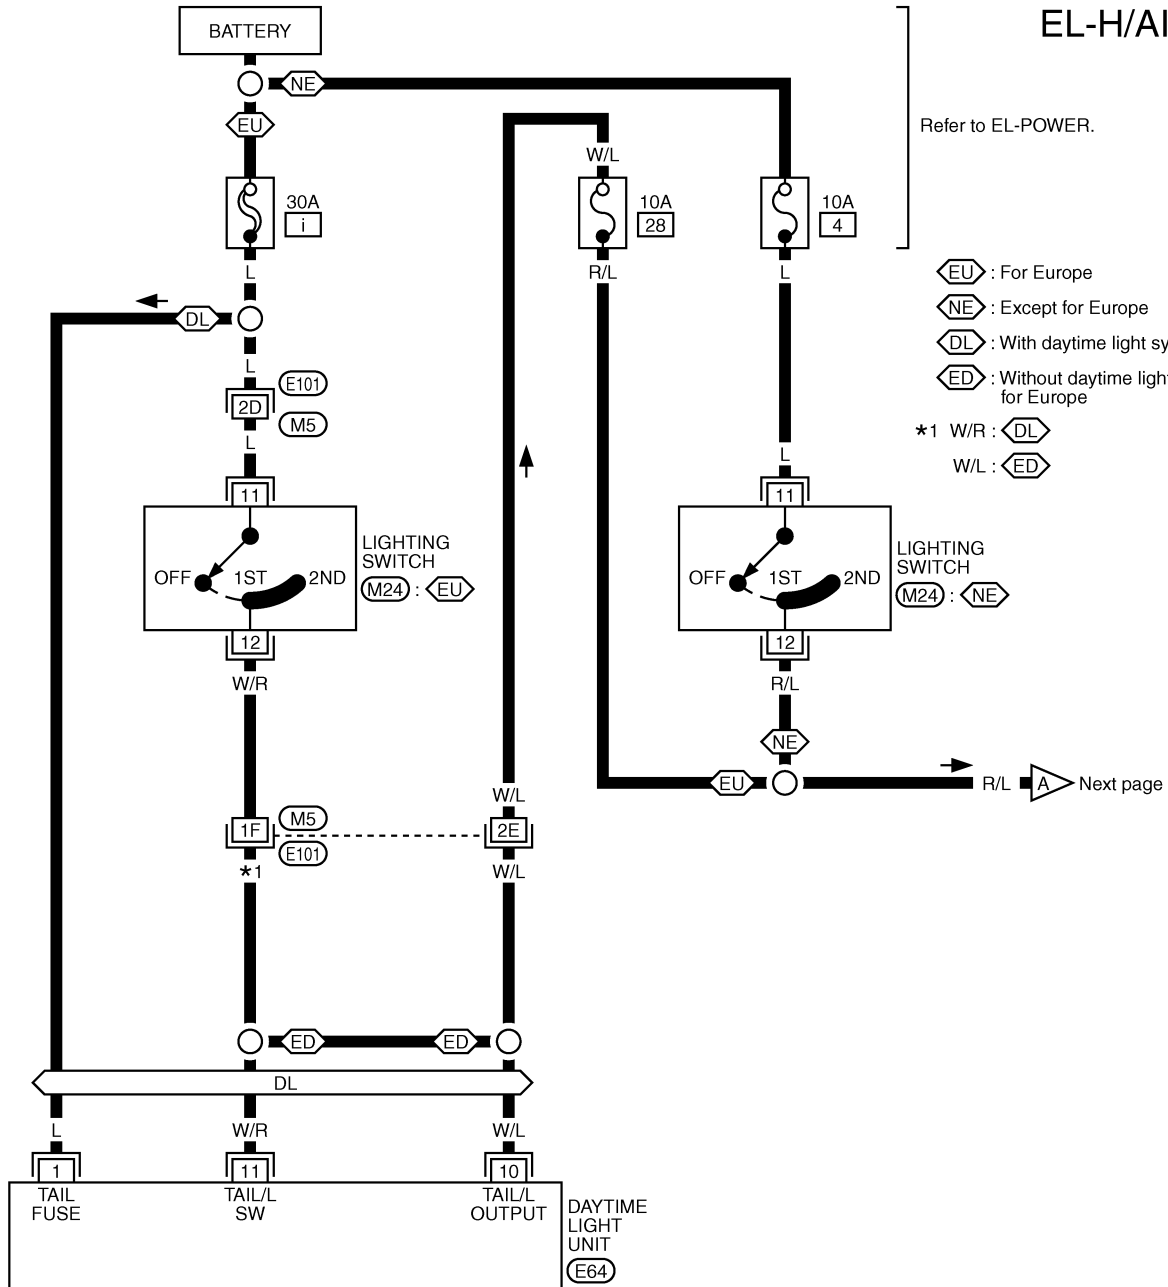 EL-H/AI
BATTERY
NE
EU
Refer to EL-POWER.
W/L
30A
i
10A
28
10A
4
L
R/L
L
EU : For Europe
NE : Except for Europe
DL : With daytime light sy
ED : Without daytime light
for Europe
*1 W/R : DL
W/L : ED
DL
L
E101
2D
M5
L
L
11
11
LIGHTING
SWITCH
M24 : EU
OFF
1ST
2ND
LIGHTING
SWITCH
M24 : NE
OFF
1ST
2ND
12
12
W/R
R/L
NE
EU
R/L
A
Next page
W/L
1F
M5
2E
E101
*1
W/L
ED
ED
DL
L
W/R
W/L
1
11
10
TAIL
FUSE
TAIL/L
SW
TAIL/L
OUTPUT
DAYTIME
LIGHT
UNIT
E64